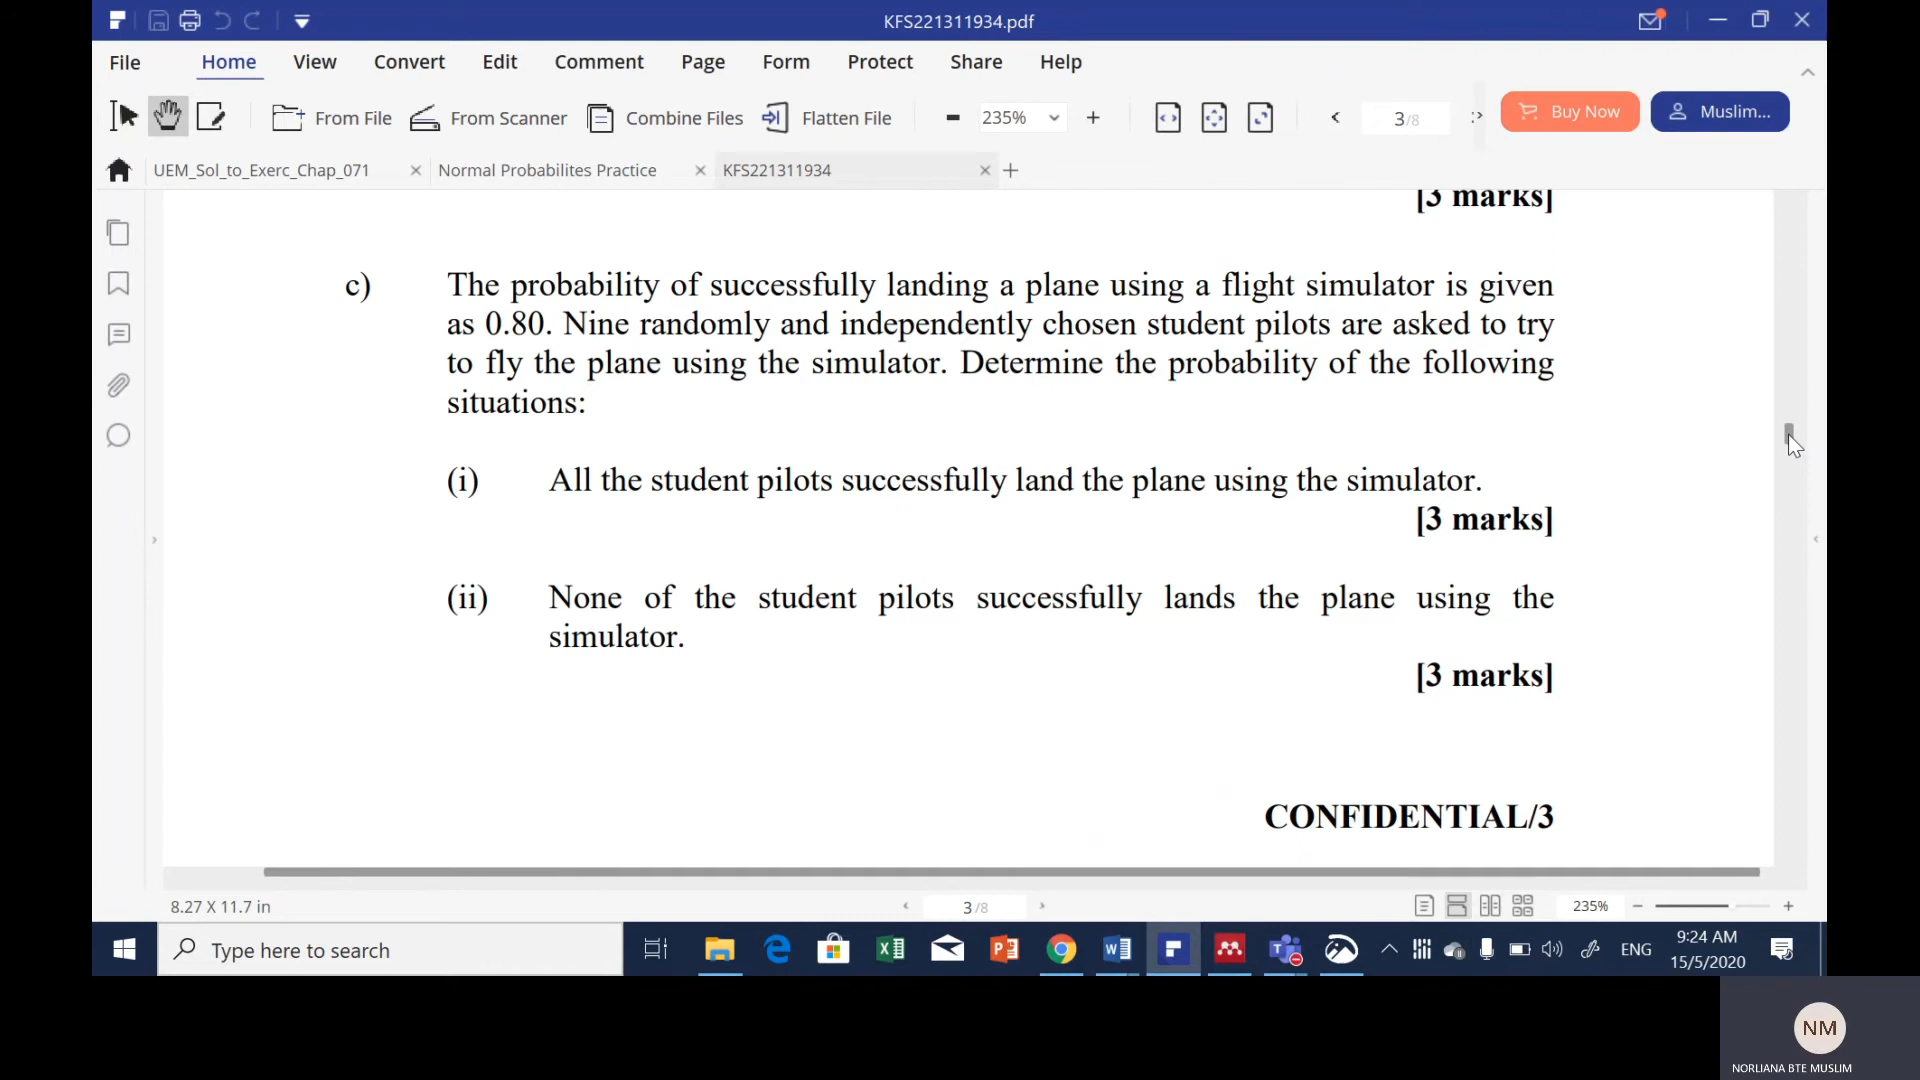 KFS221311934.pdf
File Home View Convert Edit Comment Page Form Protect Share Help
From File From Scanner Combine Files Flatten File 235% 3/8 Buy Now Muslim...
UEM_Sol_to_Exerc_Chap_071 Normal Probabilites Practice KFS221311934
[3 marks]
c) The probability of successfully landing a plane using a flight simulator is given
as 0.80. Nine randomly and independently chosen student pilots are asked to try
to fly the plane using the simulator. Determine the probability of the following
situations:
(i) All the student pilots successfully land the plane using the simulator.
[3 marks]
(ii) None of the student pilots successfully lands the plane using the
simulator.
[3 marks]
CONFIDENTIAL/3
8.27 X 11.7 in 3/8 235%
Type here to search ENG 9:24 AM
15/5/2020
NM
NORLIANA BTE MUSLIM